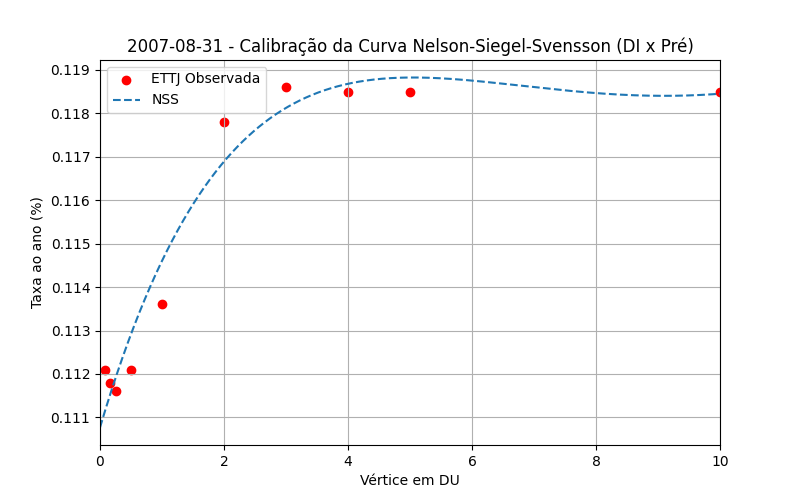 2007-08-31 - Calibração da Curva Nelson-Siegel-Svensson (DI x Pré)
ETTJ Observada
NSS
Taxa ao ano (%)
0.119
0.118
0.117
0.116
0.115
0.114
0.113
0.112
0.111
0 2 4 6 8 10
Vértice em DU